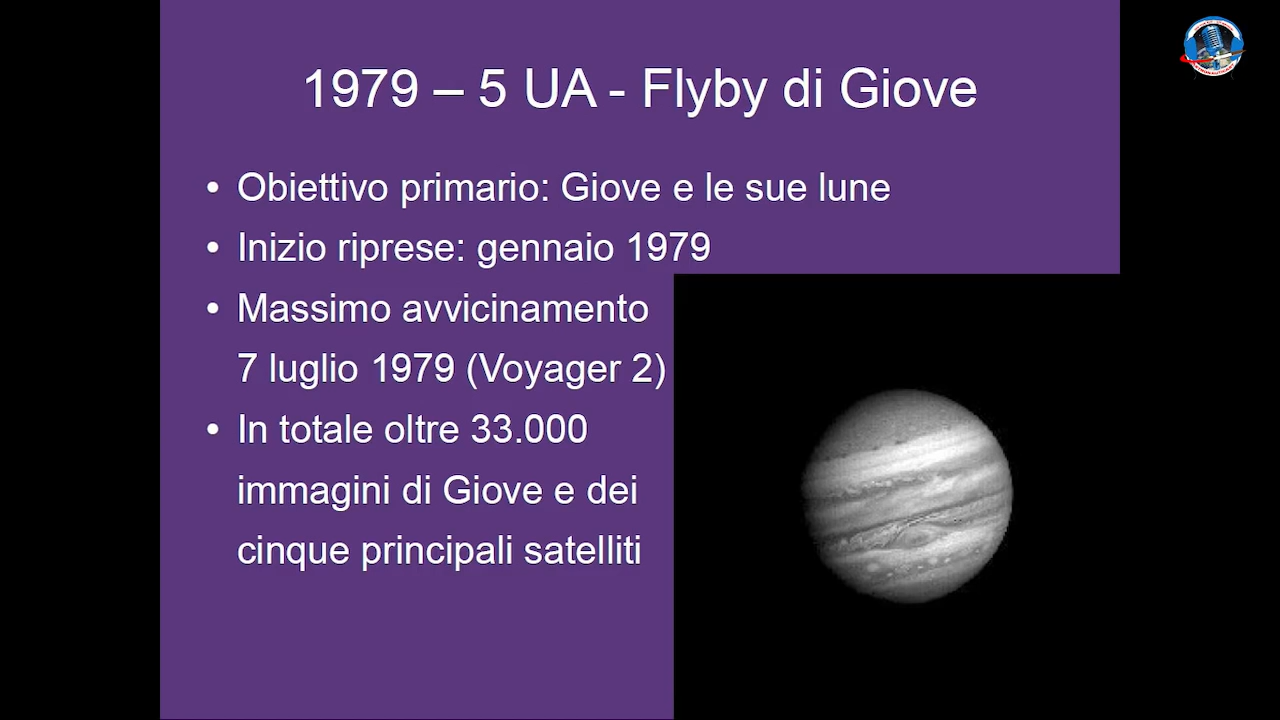 1979 – 5 UA - Flyby di Giove
• Obiettivo primario: Giove e le sue lune
• Inizio riprese: gennaio 1979
• Massimo avvicinamento
7 luglio 1979 (Voyager 2)
• In totale oltre 33.000
immagini di Giove e dei
cinque principali satelliti